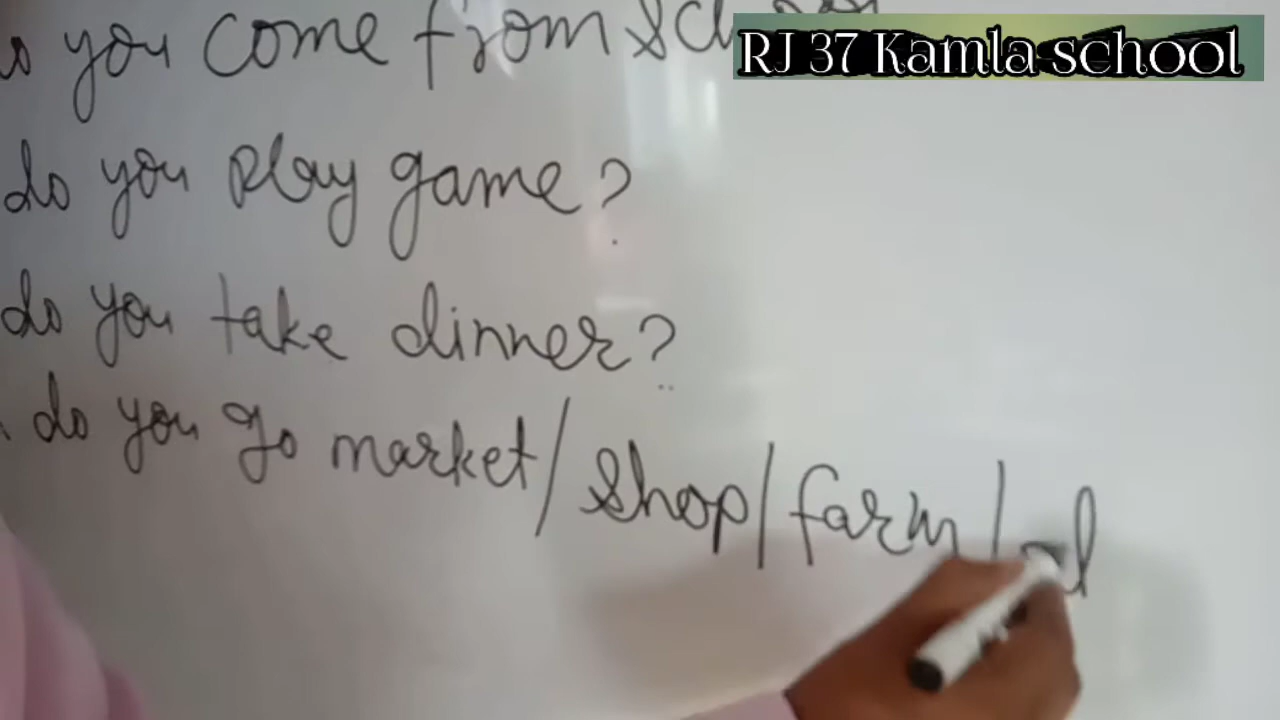 RJ 37 Kamla school
you come from
do you play game?
do you take dinner?
do you go market/shop/farm/